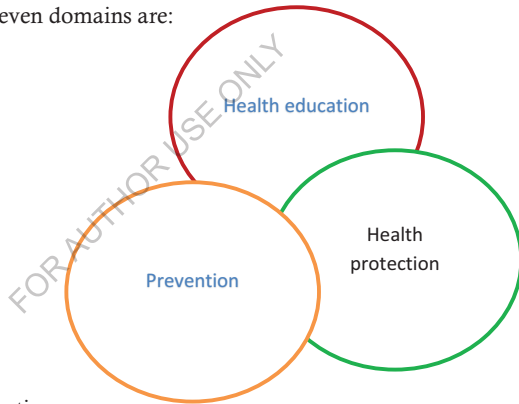 even domains are:
Health education
Health
protection
Prevention
FOR AUTHOR USE ONLY